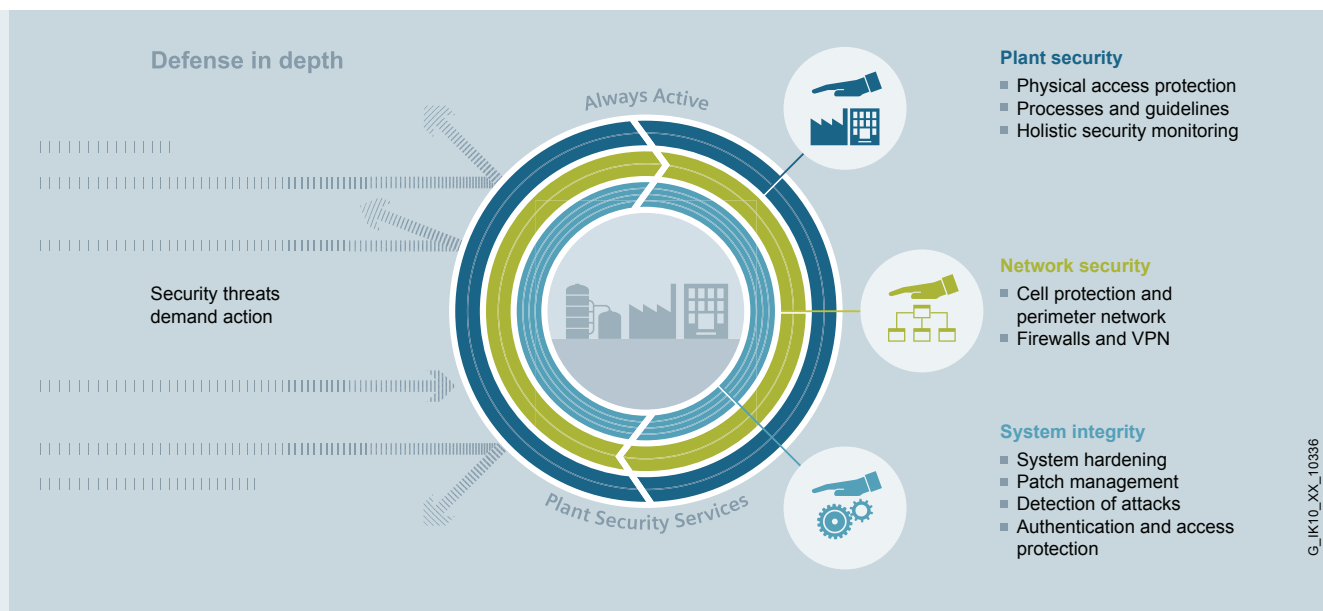 Defense in depth
Always Active
Security threats
demand action
Plant Security Services
Plant security
Physical access protection
Processes and guidelines
Holistic security monitoring
Network security
Cell protection and
perimeter network
Firewalls and VPN
System integrity
System hardening
Patch management
Detection of attacks
Authentication and access
protection
G_IK10_XX_10336